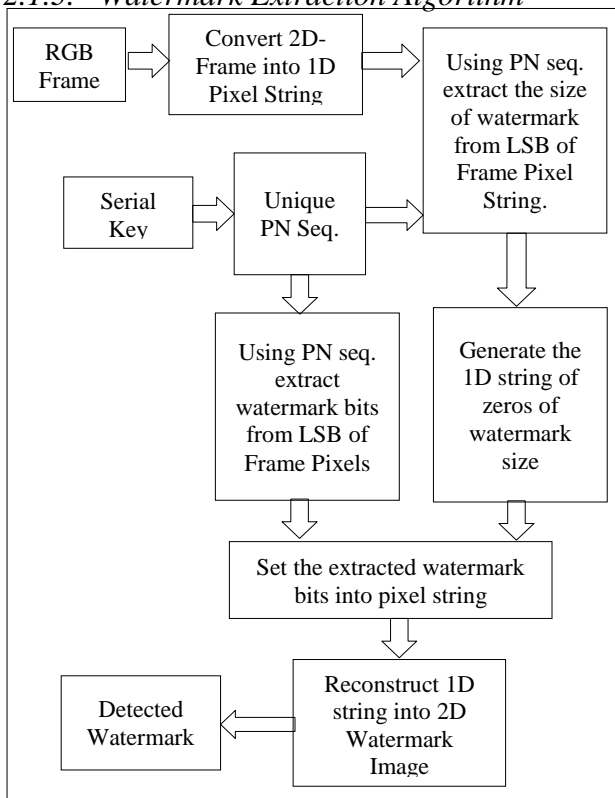 2.1.3. Watermark Extraction Algorithm
RGB
Frame
Convert 2D-
Frame into 1D
Pixel String
Using PN seq.
extract the size
of watermark
from LSB of
Frame Pixel
String.
Serial
Key
Unique
PN Seq.
Using PN seq.
extract
watermark bits
from LSB of
Frame Pixels
Generate the
1D string of
zeros of
watermark
size
Set the extracted watermark
bits into pixel string
Reconstruct 1D
string into 2D
Watermark
Image
Detected
Watermark